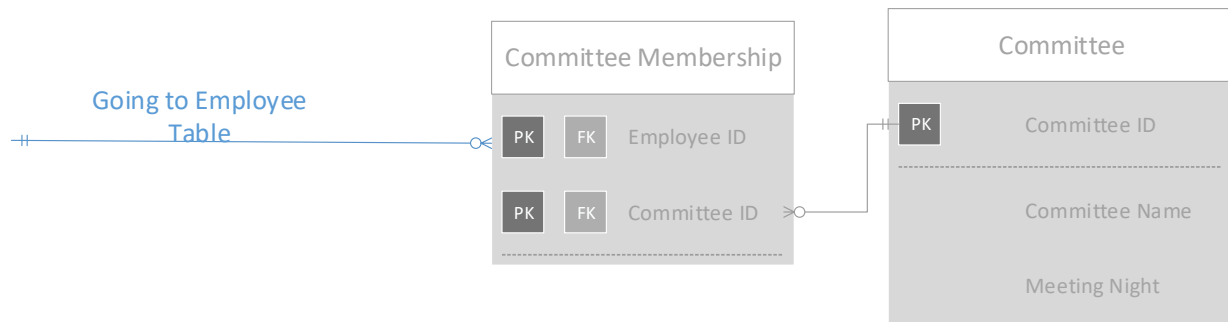 Going to Employee
Table
Committee Membership
PK FK Employee ID
PK FK Committee ID
Committee
PK Committee ID
Committee Name
Meeting Night